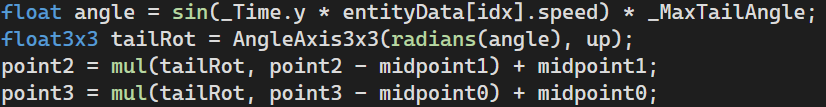 float angle = sin(_Time.y * entityData[idx].speed) * _MaxTailAngle;
float3x3 tailRot = AngleAxis3x3(radians(angle), up);
point2 = mul(tailRot, point2 - midpoint1) + midpoint1;
point3 = mul(tailRot, point3 - midpoint0) + midpoint0;